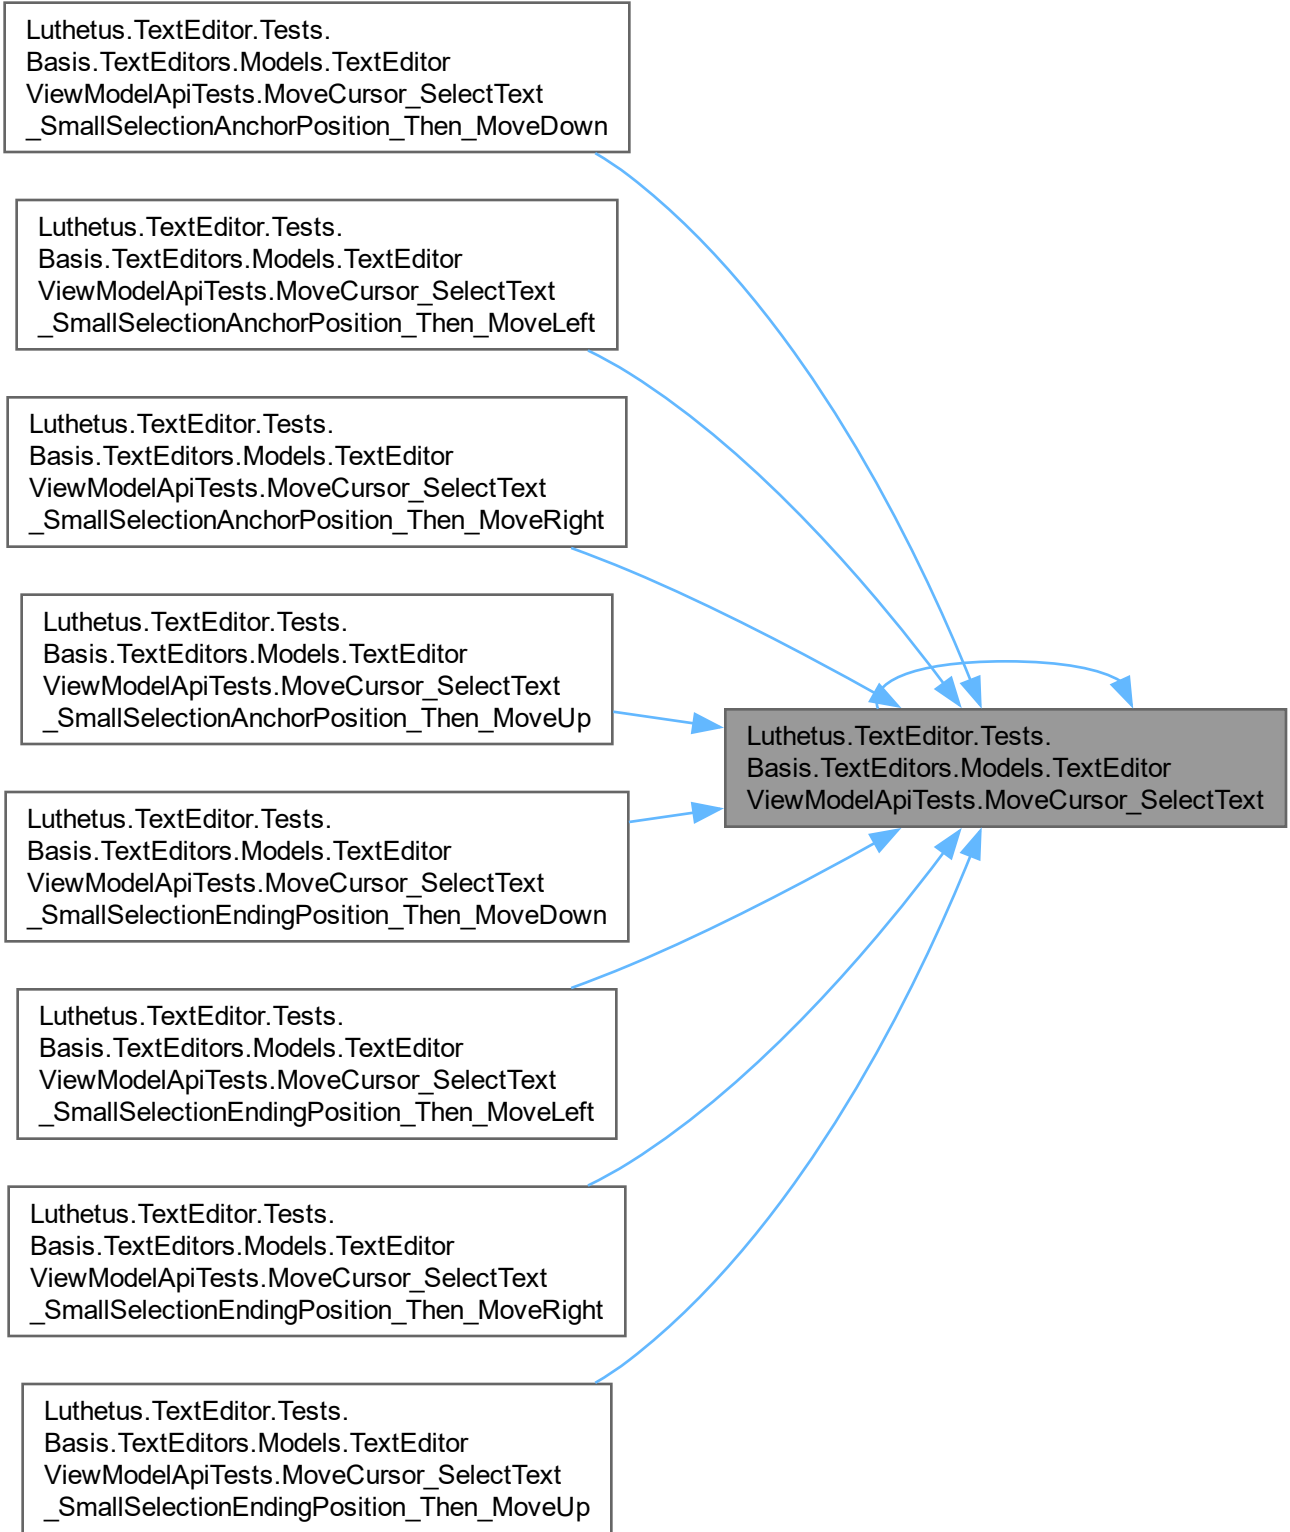 Luthetus.TextEditor.Tests.
Basis.TextEditors.Models.TextEditor
ViewModelApiTests.MoveCursor_SelectText
_SmallSelectionAnchorPosition_Then_MoveDown
Luthetus.TextEditor.Tests.
Basis.TextEditors.Models.TextEditor
ViewModelApiTests.MoveCursor_SelectText
_SmallSelectionAnchorPosition_Then_MoveLeft
Luthetus.TextEditor.Tests.
Basis.TextEditors.Models.TextEditor
ViewModelApiTests.MoveCursor_SelectText
_SmallSelectionAnchorPosition_Then_MoveRight
Luthetus.TextEditor.Tests.
Basis.TextEditors.Models.TextEditor
ViewModelApiTests.MoveCursor_SelectText
_SmallSelectionAnchorPosition_Then_MoveUp
Luthetus.TextEditor.Tests.
Basis.TextEditors.Models.TextEditor
ViewModelApiTests.MoveCursor_SelectText
Luthetus.TextEditor.Tests.
Basis.TextEditors.Models.TextEditor
ViewModelApiTests.MoveCursor_SelectText
_SmallSelectionEndingPosition_Then_MoveDown
Luthetus.TextEditor.Tests.
Basis.TextEditors.Models.TextEditor
ViewModelApiTests.MoveCursor_SelectText
_SmallSelectionEndingPosition_Then_MoveLeft
Luthetus.TextEditor.Tests.
Basis.TextEditors.Models.TextEditor
ViewModelApiTests.MoveCursor_SelectText
_SmallSelectionEndingPosition_Then_MoveRight
Luthetus.TextEditor.Tests.
Basis.TextEditors.Models.TextEditor
ViewModelApiTests.MoveCursor_SelectText
_SmallSelectionEndingPosition_Then_MoveUp